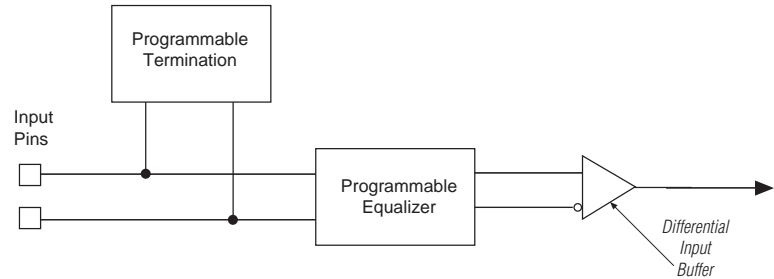 Programmable
Termination
Input
Pins
Programmable
Equalizer
Differential
Input
Buffer